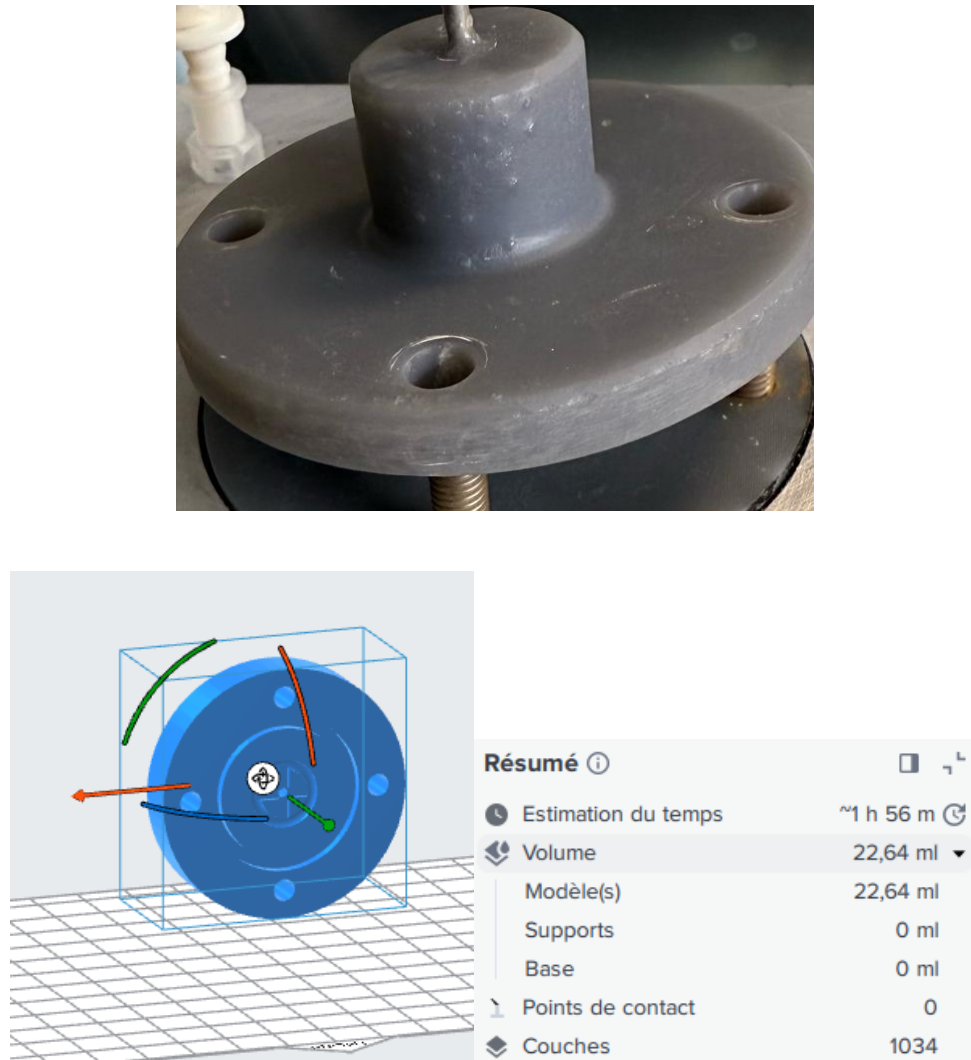 Résumé
Estimation du temps ~1 h 56 m
Volume 22,64 ml
Modèle(s) 22,64 ml
Supports 0 ml
Base 0 ml
Points de contact 0
Couches 1034